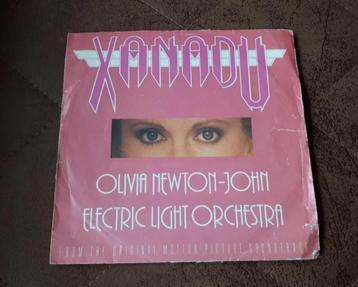 XANADU
OLIVIA NEWTON-JOHN
ELECTRIC LIGHT ORCHESTRA
FROM THE ORIGINAL MOTION PICTURE SOUNDTRACK